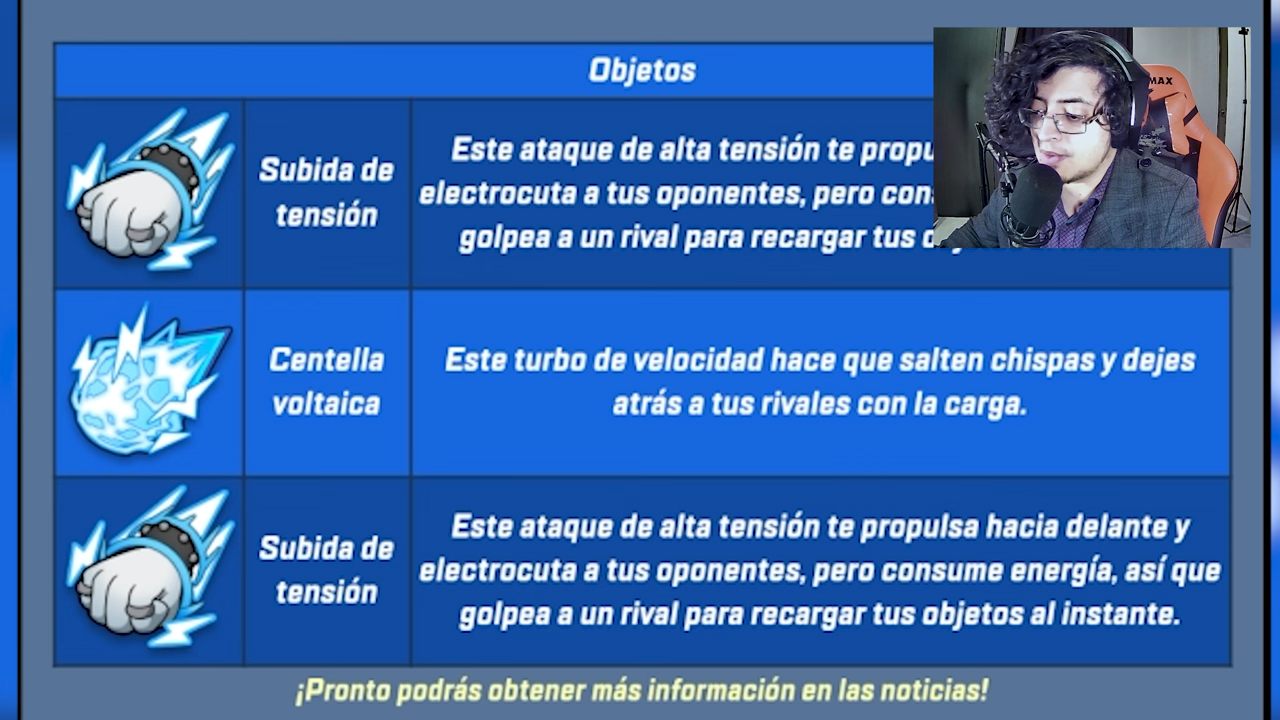 Objetos
Subida de
tensión
Este ataque de alta tensión te
electrocuta a tus oponentes, pero
golpea a un rival para recargar tus
Centella
voltaica
Este turbo de velocidad hace que salten chispas y dejes
atrás a tus rivales con la carga.
Subida de
tensión
Este ataque de alta tensión te propulsa hacia delante y
electrocuta a tus oponentes, pero consume energía, así que
golpea a un rival para recargar tus objetos al instante.
¡Pronto podrás obtener más información en las noticias!
MAX